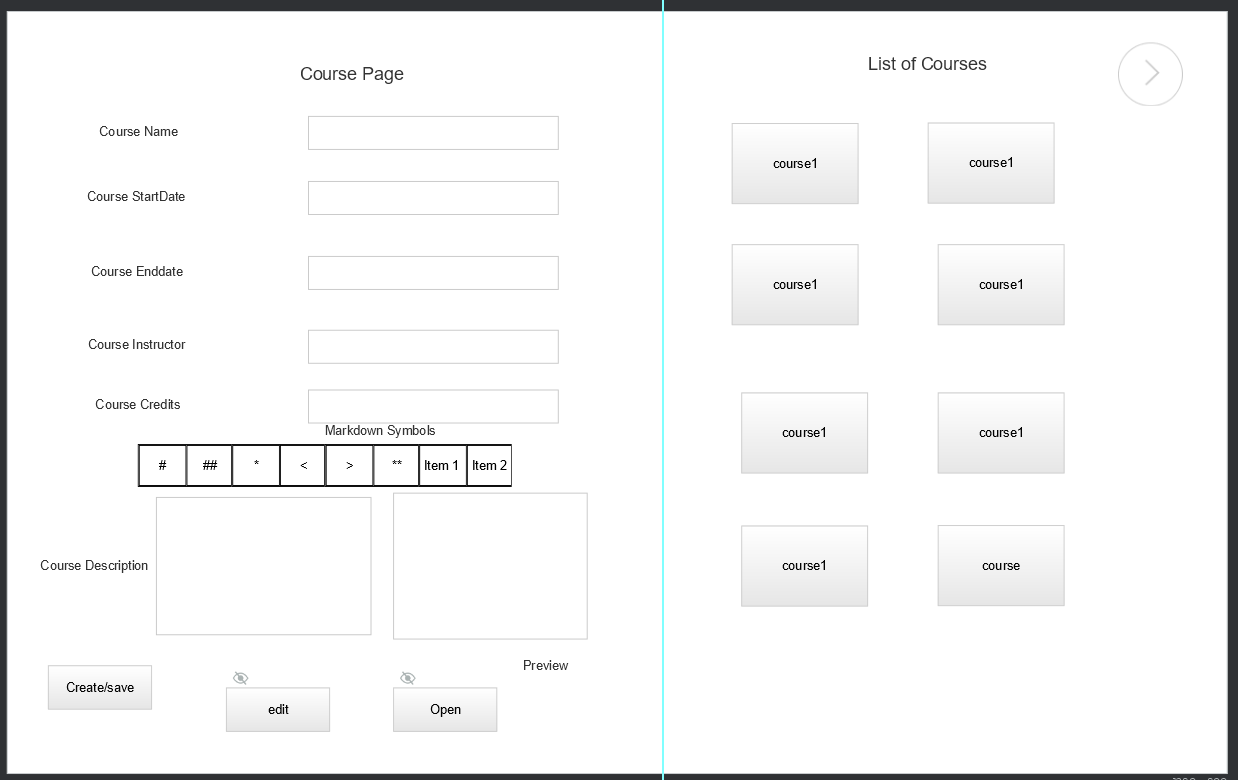 Course Page
Course Name
Course StartDate
Course Enddate
Course Instructor
Course Credits
Markdown Symbols
# ## * < > ** Item 1 Item 2
Course Description
Preview
Create/save
edit
Open
List of Courses
course1 course1
course1 course1
course1 course1
course1 course